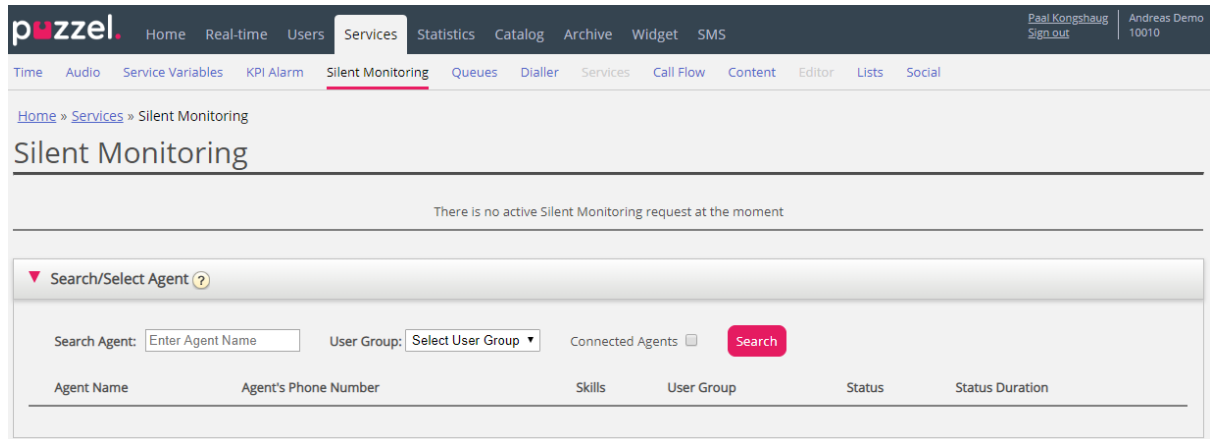 puzzel. Home Real-time Users Services Statistics Catalog Archive Widget SMS Paal Kongshaug Andreas Demo
Sign out 10010
Time Audio Service Variables KPI Alarm Silent Monitoring Queues Dialler Services Call Flow Content Editor Lists Social
Home » Services » Silent Monitoring
Silent Monitoring
There is no active Silent Monitoring request at the moment
▼ Search/Select Agent ?
Search Agent: Enter Agent Name User Group: Select User Group ▼ Connected Agents Search
Agent Name Agent's Phone Number Skills User Group Status Status Duration